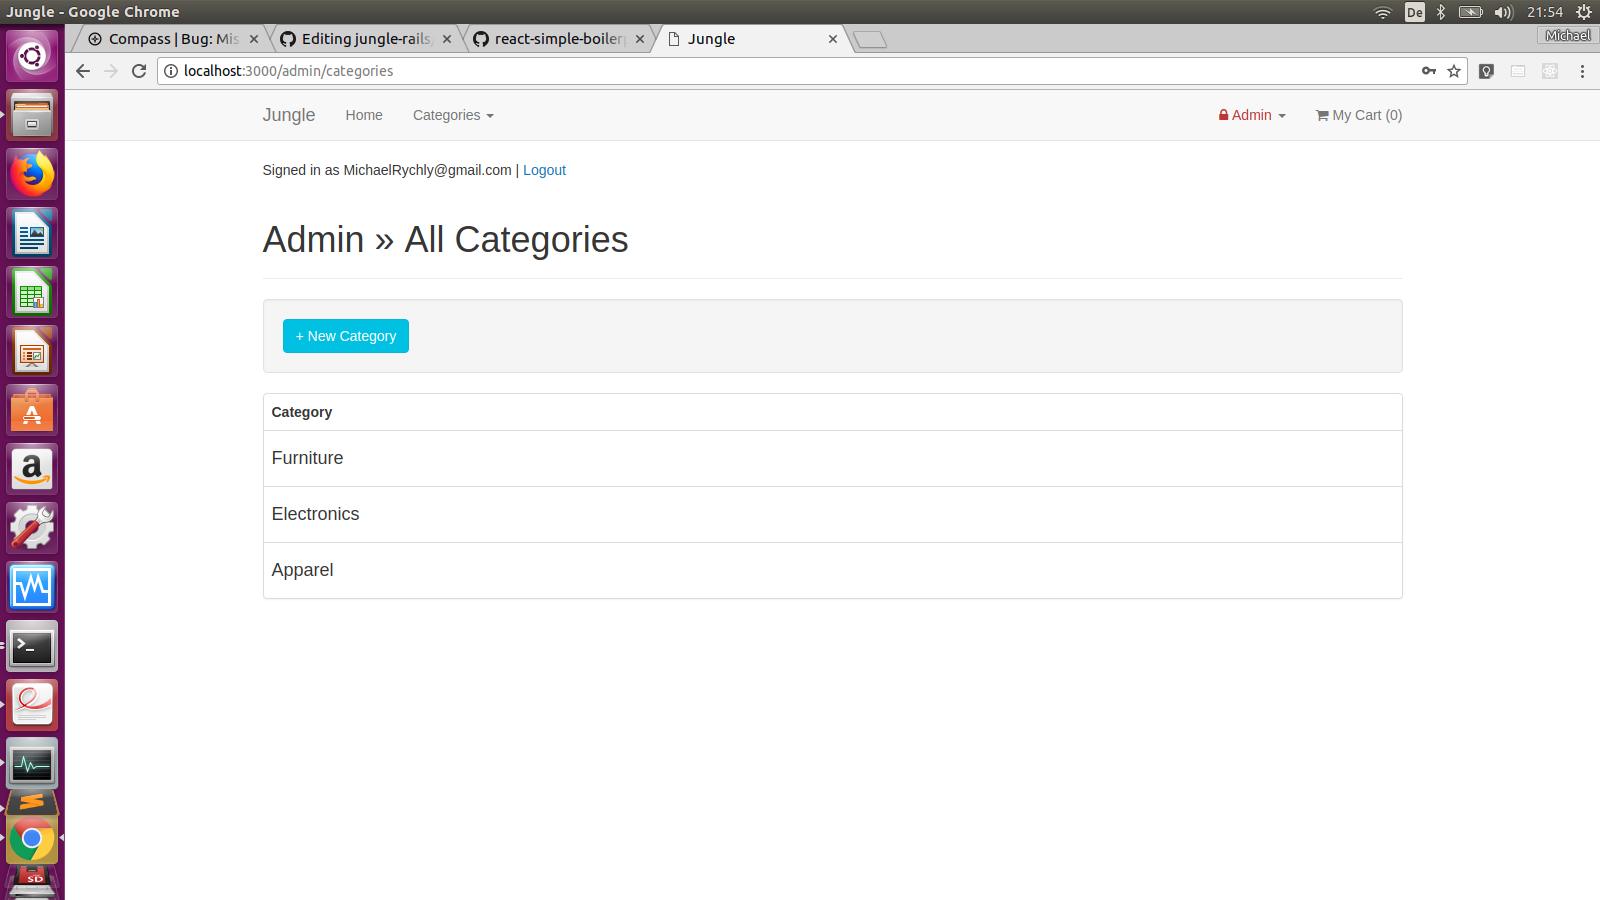 Jungle - Google Chrome
De
21:54
Compass | Bug: Mis
Editing jungle-rails
react-simple-boilerp
Jungle
Michael
localhost:3000/admin/categories
Jungle
Home
Categories
Admin
My Cart (0)
Signed in as MichaelRychly@gmail.com | Logout
Admin » All Categories
+ New Category
Category
Furniture
Electronics
Apparel
SD